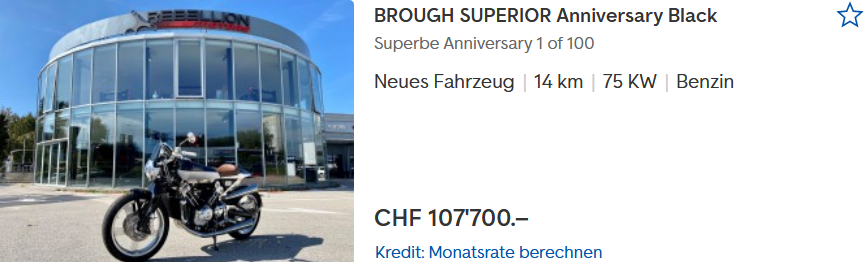 REBELLION
BROUGH SUPERIOR Anniversary Black
Superbe Anniversary 1 of 100
Neues Fahrzeug | 14 km | 75 KW | Benzin
CHF 107'700.–
Kredit: Monatsrate berechnen